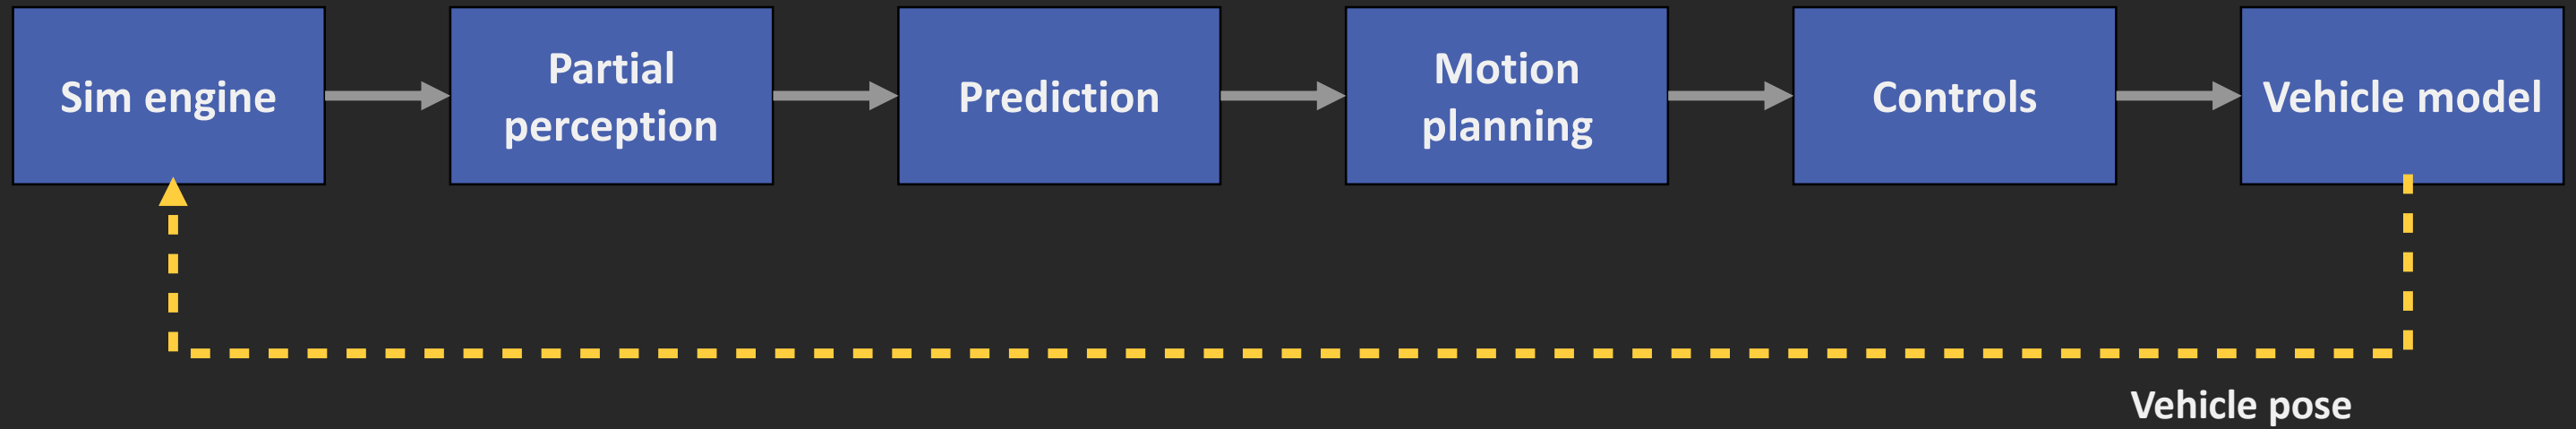 Sim engine
Partial
perception
Prediction
Motion
planning
Controls
Vehicle model
Vehicle pose